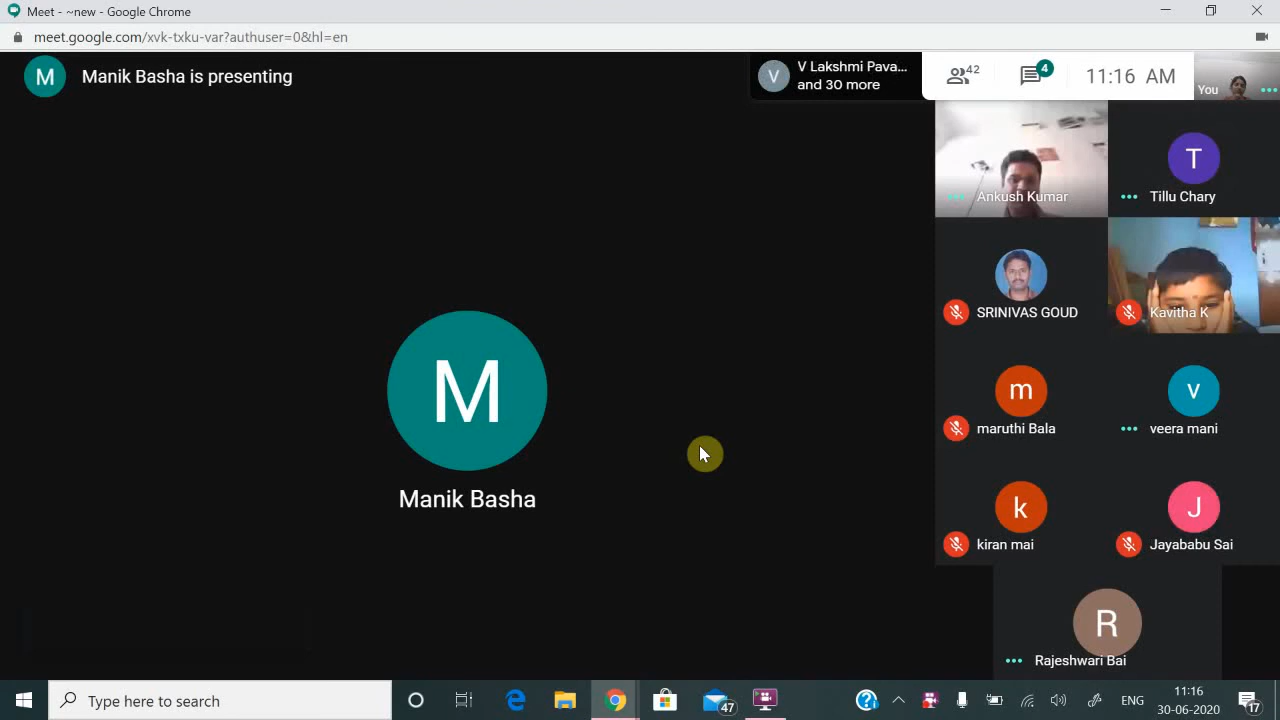 Meet - ~new - Google Chrome
meet.google.com/xvk-txku-var?authuser=0&hl=en
M
Manik Basha is presenting
V
V Lakshmi Pava...
and 30 more
42
4
11:16 AM
You
Ankush Kumar
T
Tillu Chary
SRINIVAS GOUD
Kavitha K
m
maruthi Bala
v
veera mani
M
Manik Basha
k
kiran mai
J
Jayababu Sai
R
Rajeshwari Bai
Type here to search
47
ENG
11:16
30-06-2020
17